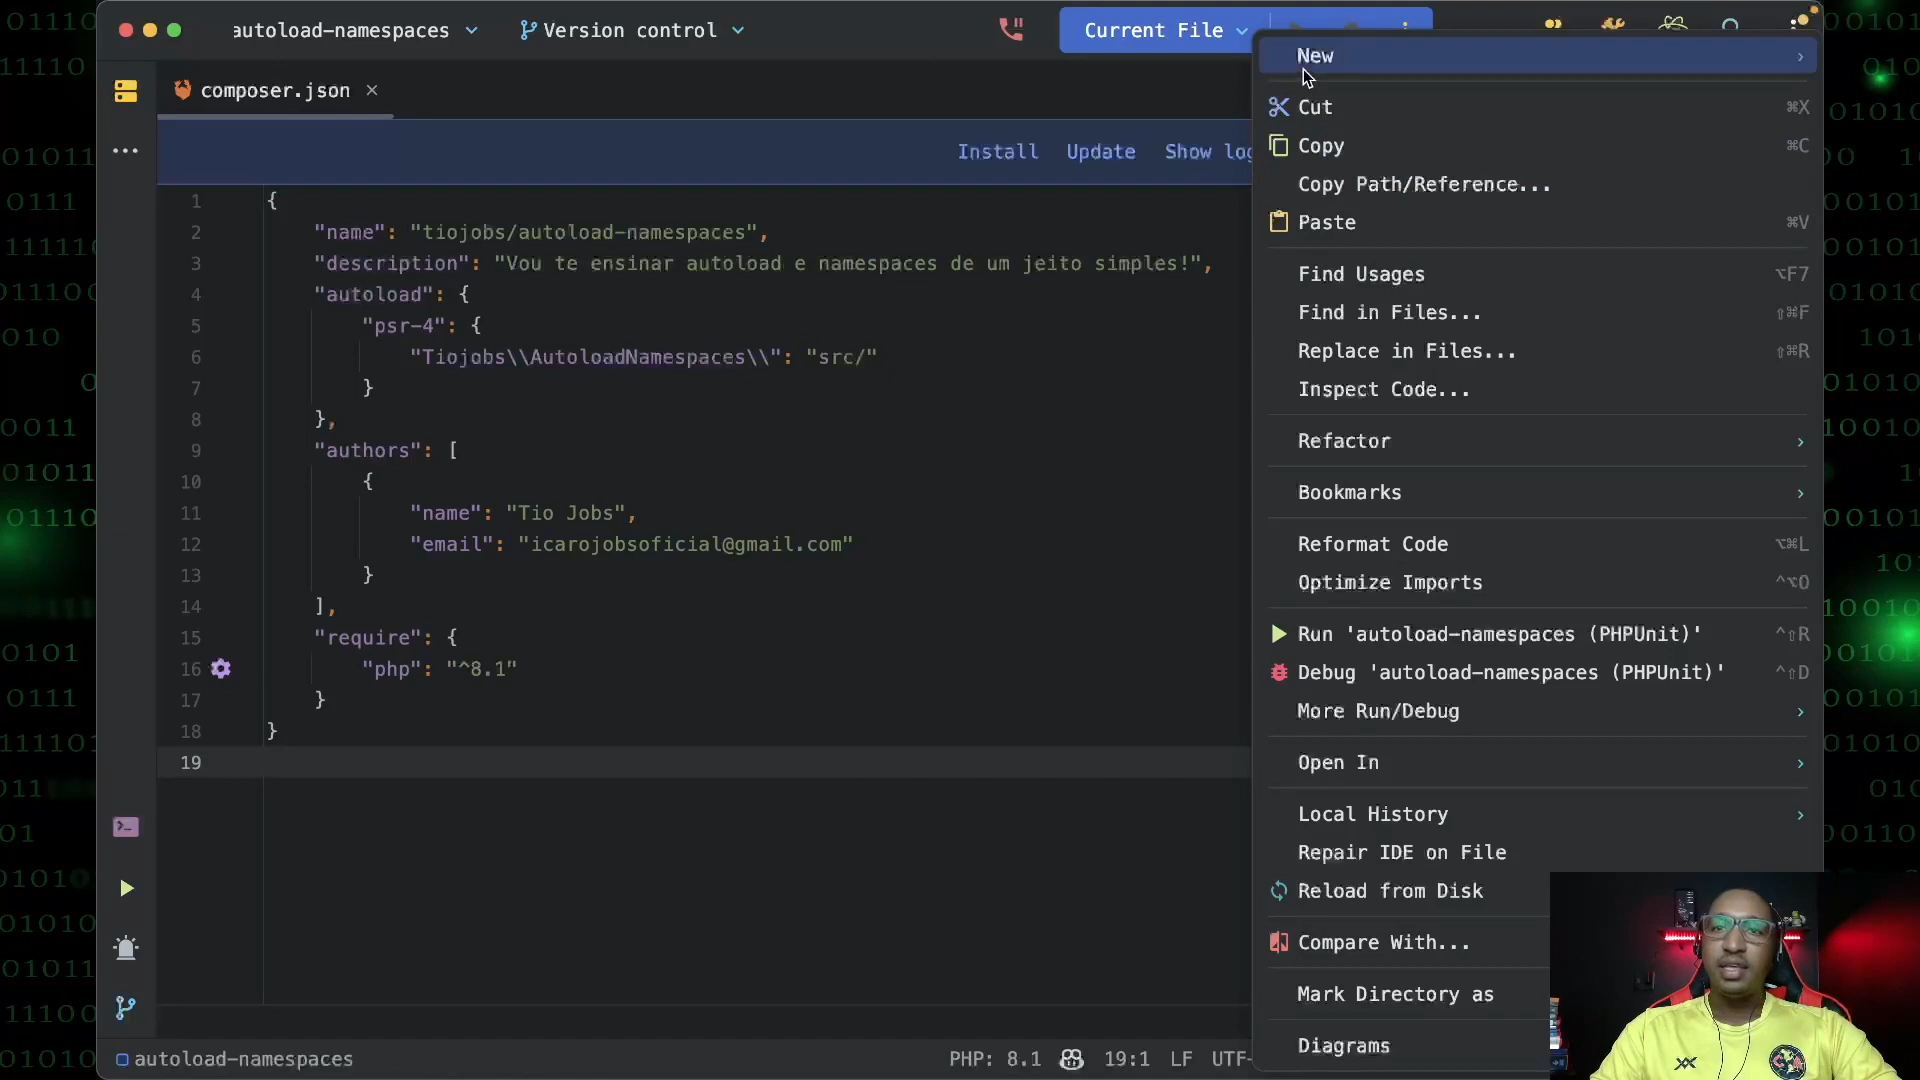 autoload-namespaces
Version control
Current File
composer.json
Install Update Show log
1 {
2 "name": "tiojobs/autoload-namespaces",
3 "description": "Vou te ensinar autoload e namespaces de um jeito simples!",
4 "autoload": {
5 "psr-4": {
6 "Tiojobs\\AutoloadNamespaces\\": "src/"
7 }
8 },
9 "authors": [
10 {
11 "name": "Tio Jobs",
12 "email": "icarojobsoficial@gmail.com"
13 }
14 ],
15 "require": {
16 "php": "^8.1"
17 }
18 }
19
New
Cut ⌘X
Copy ⌘C
Copy Path/Reference...
Paste ⌘V
Find Usages ⌥F7
Find in Files... ⇧⌘F
Replace in Files... ⇧⌘R
Inspect Code...
Refactor
Bookmarks
Reformat Code ⌥⌘L
Optimize Imports ^⌥O
Run 'autoload-namespaces (PHPUnit)' ^⇧R
Debug 'autoload-namespaces (PHPUnit)' ^⇧D
More Run/Debug
Open In
Local History
Repair IDE on File
Reload from Disk
Compare With...
Mark Directory as
Diagrams
autoload-namespaces
PHP: 8.1 19:1 LF UTF-